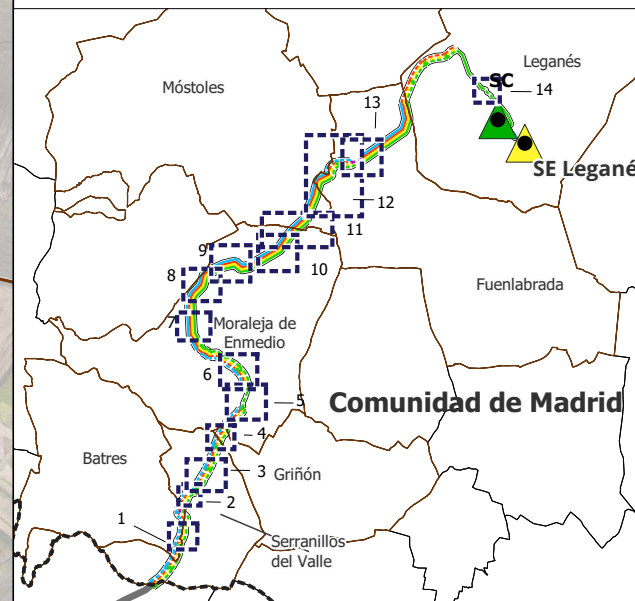 Leganés
SC
14
Móstoles
13
SE Legané
12
11
9
10
8
Fuenlabrada
7
Moraleja de
Enmedio
6
5
Comunidad de Madrid
4
Batres
3
Griñón
2
1
Serranillos
del Valle